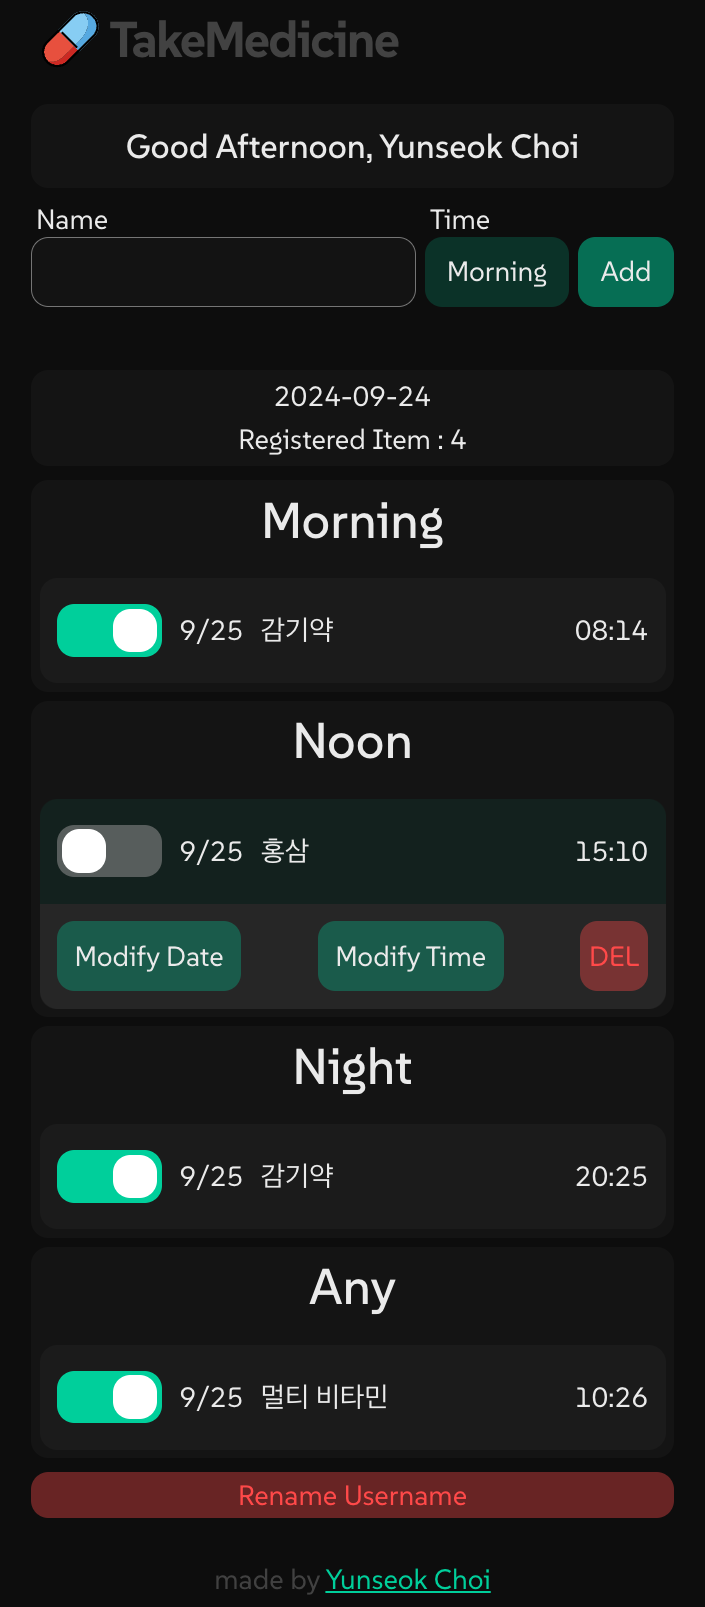 TakeMedicine
Good Afternoon, Yunseok Choi
Name Time
Morning Add
2024-09-24
Registered Item : 4
Morning
9/25 감기약 08:14
Noon
9/25 홍삼 15:10
Modify Date Modify Time DEL
Night
9/25 감기약 20:25
Any
9/25 멀티 비타민 10:26
Rename Username
made by Yunseok Choi